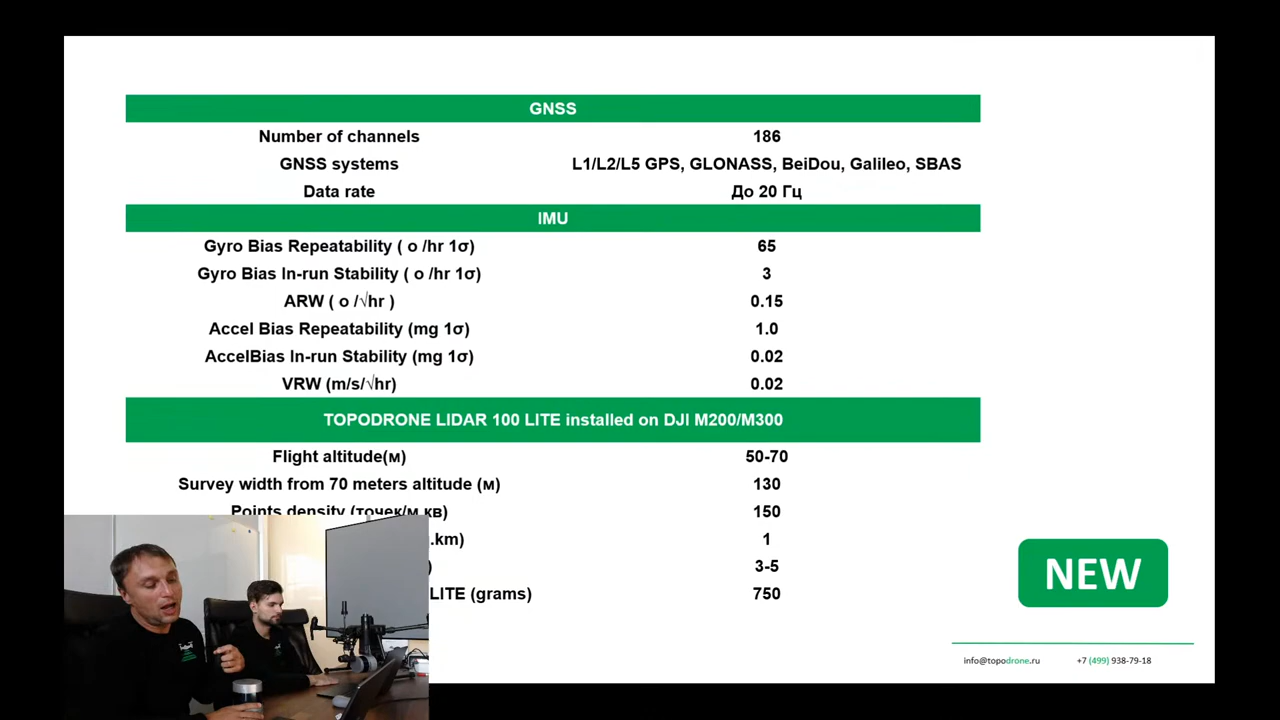 GNSS
Number of channels 186
GNSS systems L1/L2/L5 GPS, GLONASS, BeiDou, Galileo, SBAS
Data rate До 20 Гц
IMU
Gyro Bias Repeatability ( o /hr 1σ) 65
Gyro Bias In-run Stability ( o /hr 1σ) 3
ARW ( o /√hr ) 0.15
Accel Bias Repeatability (mg 1σ) 1.0
AccelBias In-run Stability (mg 1σ) 0.02
VRW (m/s/√hr) 0.02
TOPODRONE LIDAR 100 LITE installed on DJI M200/M300
Flight altitude(м) 50-70
Survey width from 70 meters altitude (м) 130
Points density (точек/м.кв) 150
.km) 1
) 3-5
LITE (grams) 750
NEW
info@topodrone.ru +7 (499) 938-79-18